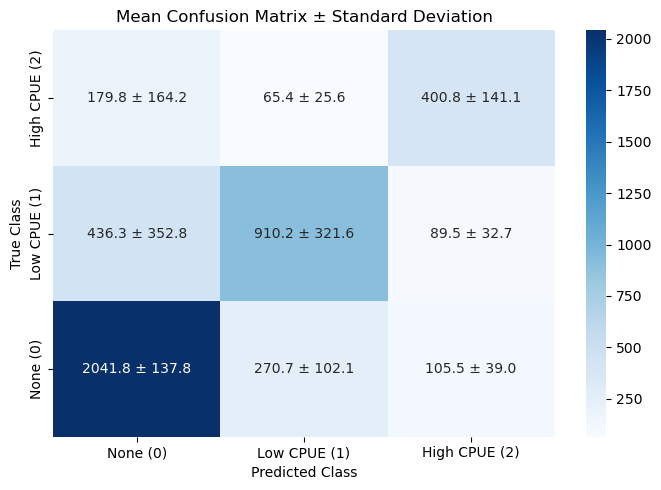 Mean Confusion Matrix ± Standard Deviation
True Class
High CPUE (2)
179.8 ± 164.2
65.4 ± 25.6
400.8 ± 141.1
Low CPUE (1)
436.3 ± 352.8
910.2 ± 321.6
89.5 ± 32.7
None (0)
2041.8 ± 137.8
270.7 ± 102.1
105.5 ± 39.0
None (0)
Low CPUE (1)
High CPUE (2)
Predicted Class
2000
1750
1500
1250
1000
750
500
250